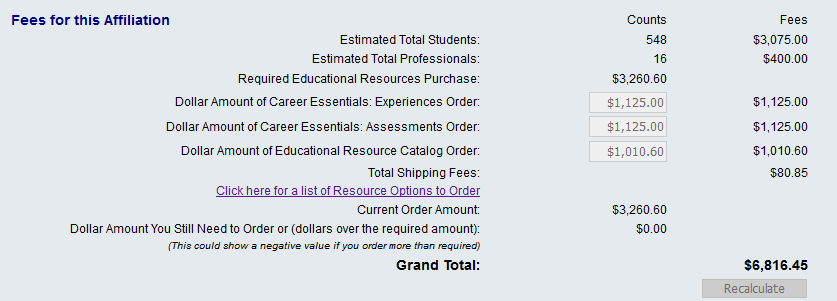 Fees for this Affiliation Counts Fees
Estimated Total Students: 548 $3,075.00
Estimated Total Professionals: 16 $400.00
Required Educational Resources Purchase: $3,260.60
Dollar Amount of Career Essentials: Experiences Order: $1,125.00 $1,125.00
Dollar Amount of Career Essentials: Assessments Order: $1,125.00 $1,125.00
Dollar Amount of Educational Resource Catalog Order: $1,010.60 $1,010.60
Total Shipping Fees: $80.85
Click here for a list of Resource Options to Order
Current Order Amount: $3,260.60
Dollar Amount You Still Need to Order or (dollars over the required amount): $0.00
(This could show a negative value if you order more than required)
Grand Total: $6,816.45
Recalculate